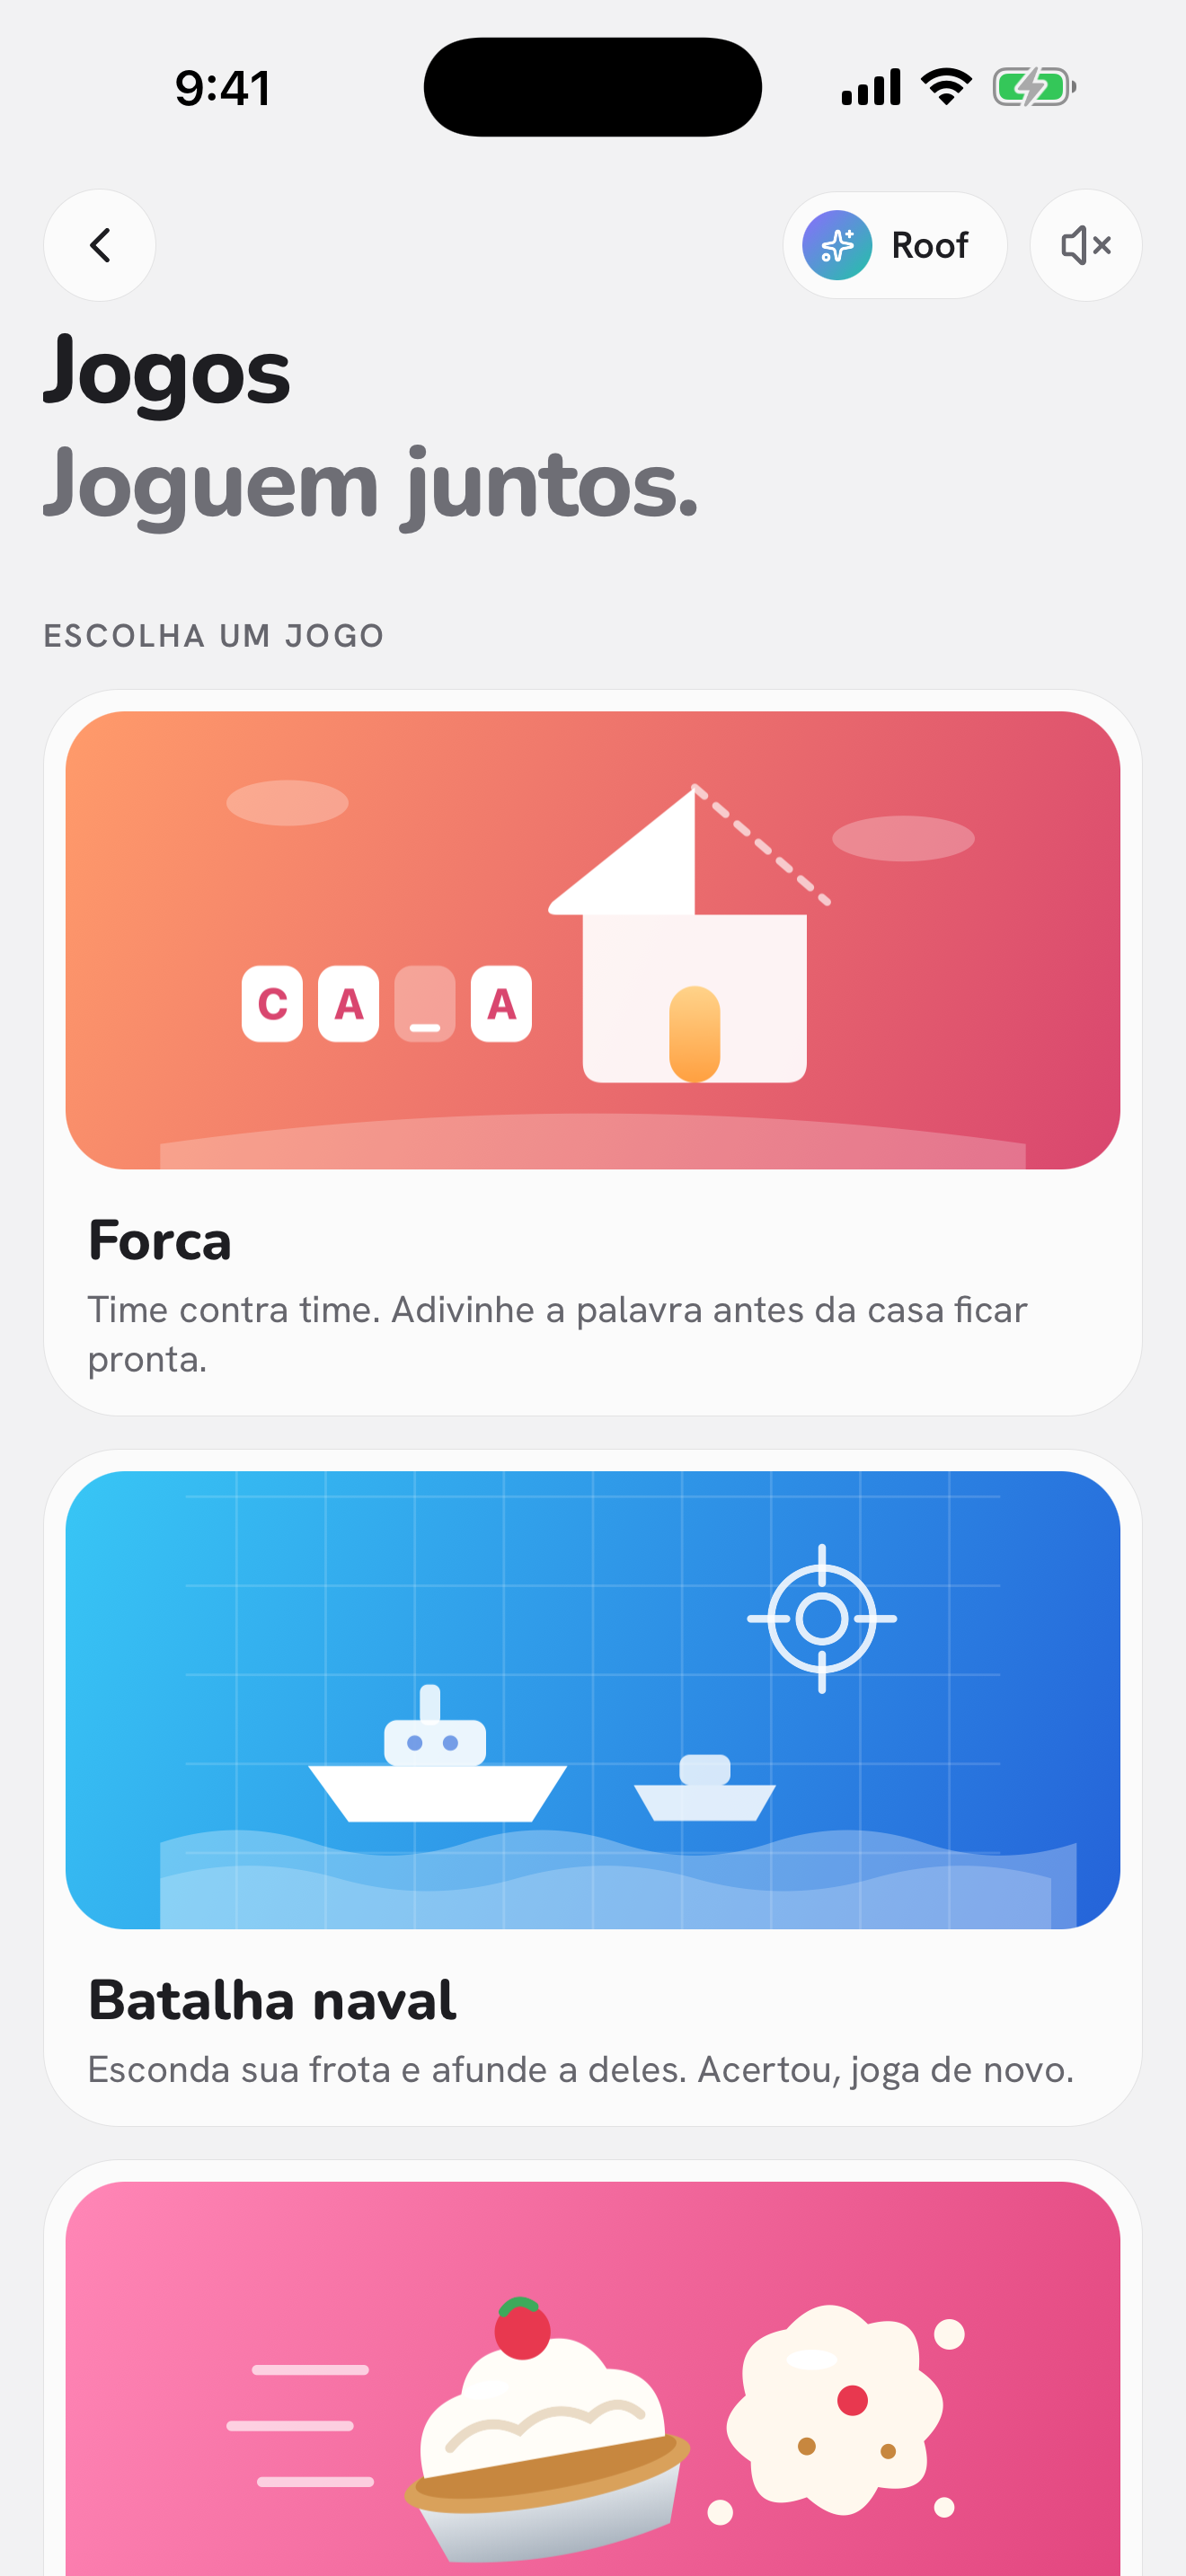 9:41
Roof
Jogos
Joguem juntos.
ESCOLHA UM JOGO
C A _ A
Forca
Time contra time. Adivinhe a palavra antes da casa ficar
pronta.
Batalha naval
Esconda sua frota e afunde a deles. Acertou, joga de novo.